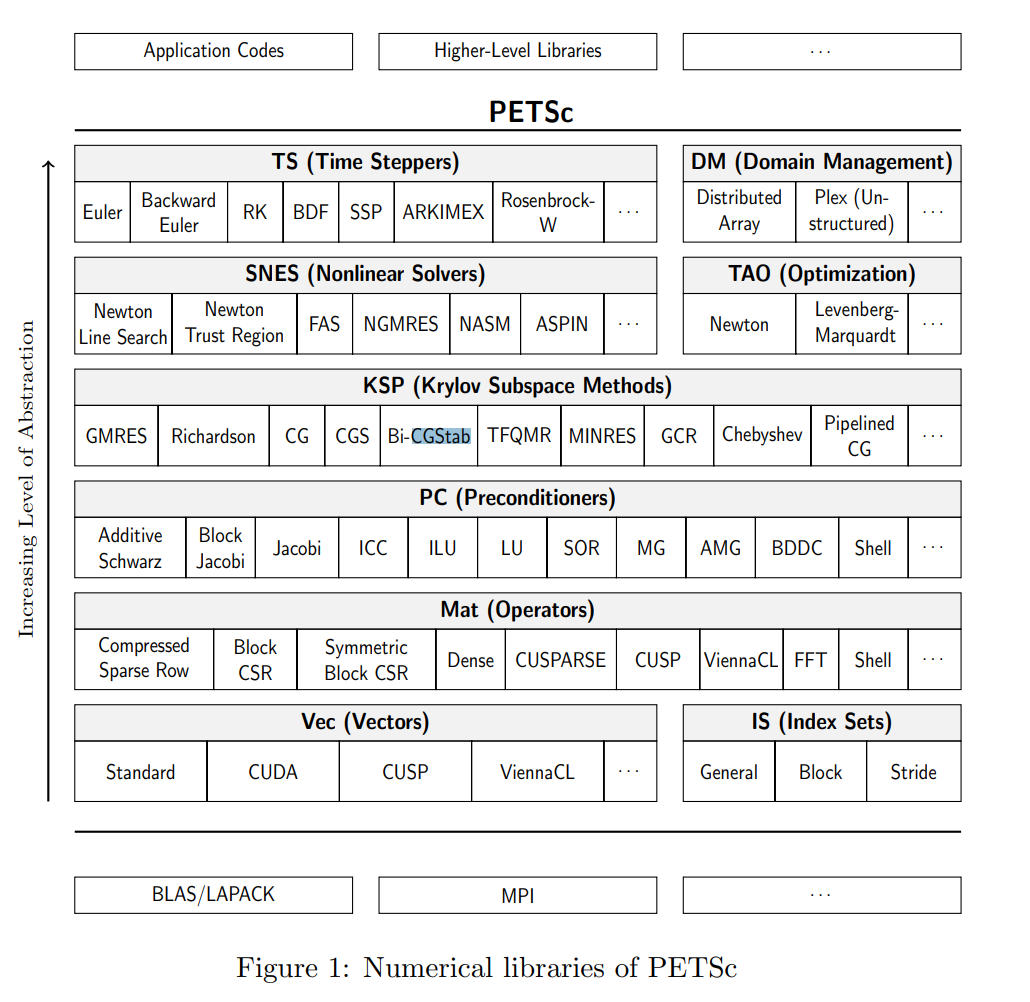 Application Codes
Higher-Level Libraries
···
PETSc
Increasing Level of Abstraction
TS (Time Steppers)
Euler
Backward
Euler
RK
BDF
SSP
ARKIMEX
Rosenbrock-
W
···
DM (Domain Management)
Distributed
Array
Plex (Un-
structured)
···
SNES (Nonlinear Solvers)
Newton
Line Search
Newton
Trust Region
FAS
NGMRES
NASM
ASPIN
···
TAO (Optimization)
Newton
Levenberg-
Marquardt
···
KSP (Krylov Subspace Methods)
GMRES
Richardson
CG
CGS
Bi-CGStab
TFQMR
MINRES
GCR
Chebyshev
Pipelined
CG
···
PC (Preconditioners)
Additive
Schwarz
Block
Jacobi
Jacobi
ICC
ILU
LU
SOR
MG
AMG
BDDC
Shell
···
Mat (Operators)
Compressed
Sparse Row
Block
CSR
Symmetric
Block CSR
Dense
CUSPARSE
CUSP
ViennaCL
FFT
Shell
···
Vec (Vectors)
Standard
CUDA
CUSP
ViennaCL
···
IS (Index Sets)
General
Block
Stride
BLAS/LAPACK
MPI
···
Figure 1: Numerical libraries of PETSc